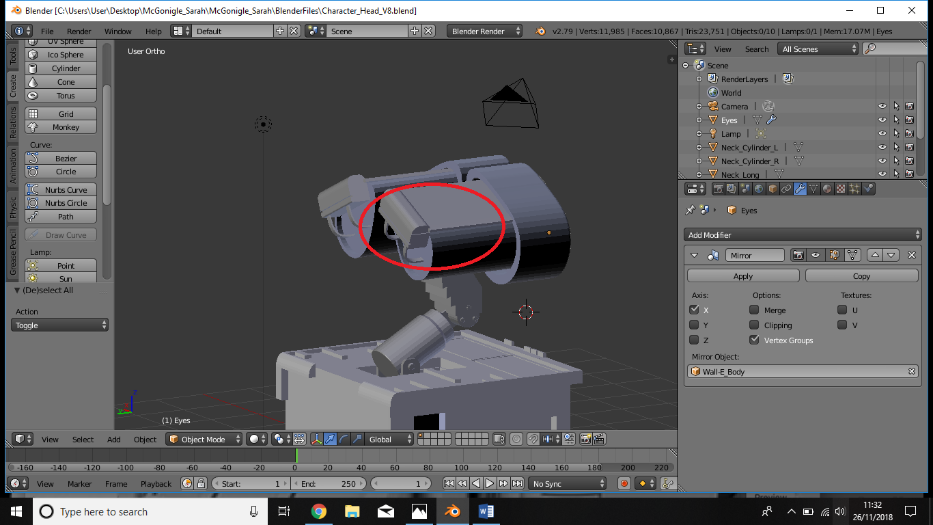 Blender [C:\Users\User\Desktop\McGonigle_Sarah\McGonigle_Sarah\BlenderFiles\Character_Head_V8.blend]
File Render Window Help Default Scene Blender Render v2.79 | Verts:11,985 | Faces:10,867 | Tris:23,751 | Objects:0/10 | Lamps:0/1 | Mem:17.07M | Eyes
Tools
Create
Relations
Animation
Physic
Grease Pencil
UV Sphere
Ico Sphere
Cylinder
Cone
Torus
Grid
Monkey
Curve:
Bezier
Circle
Nurbs Curve
Nurbs Circle
Path
Draw Curve
Lamp:
Point
Sun
(De)select All
Action
Toggle
User Ortho
(1) Eyes
View Select Add Object Object Mode Global
View Search All Scenes
Scene
RenderLayers
World
Camera
Eyes
Lamp
Neck_Cylinder_L
Neck_Cylinder_R
Neck_Long
Eyes
Add Modifier
Mirror
Apply Copy
Axis: Options: Textures:
X Merge U
Y Clipping V
Z Vertex Groups
Mirror Object:
Wall-E_Body
-160 -140 -120 -100 -80 -60 -40 -20 0 20 40 60 80 100 120 140 160 180 200 220
View Marker Frame Playback Start: 1 End: 250 1 No Sync
Type here to search
11:32
26/11/2018